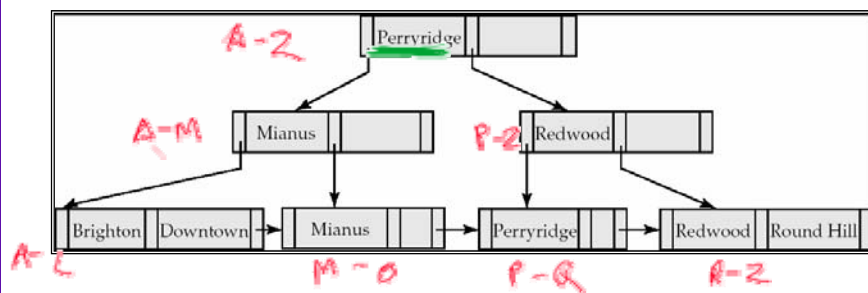 A-Z Perryridge
A-M Mianus P-Z Redwood
Brighton Downtown Mianus Perryridge Redwood Round Hill
A-L M-O P-Q R-Z